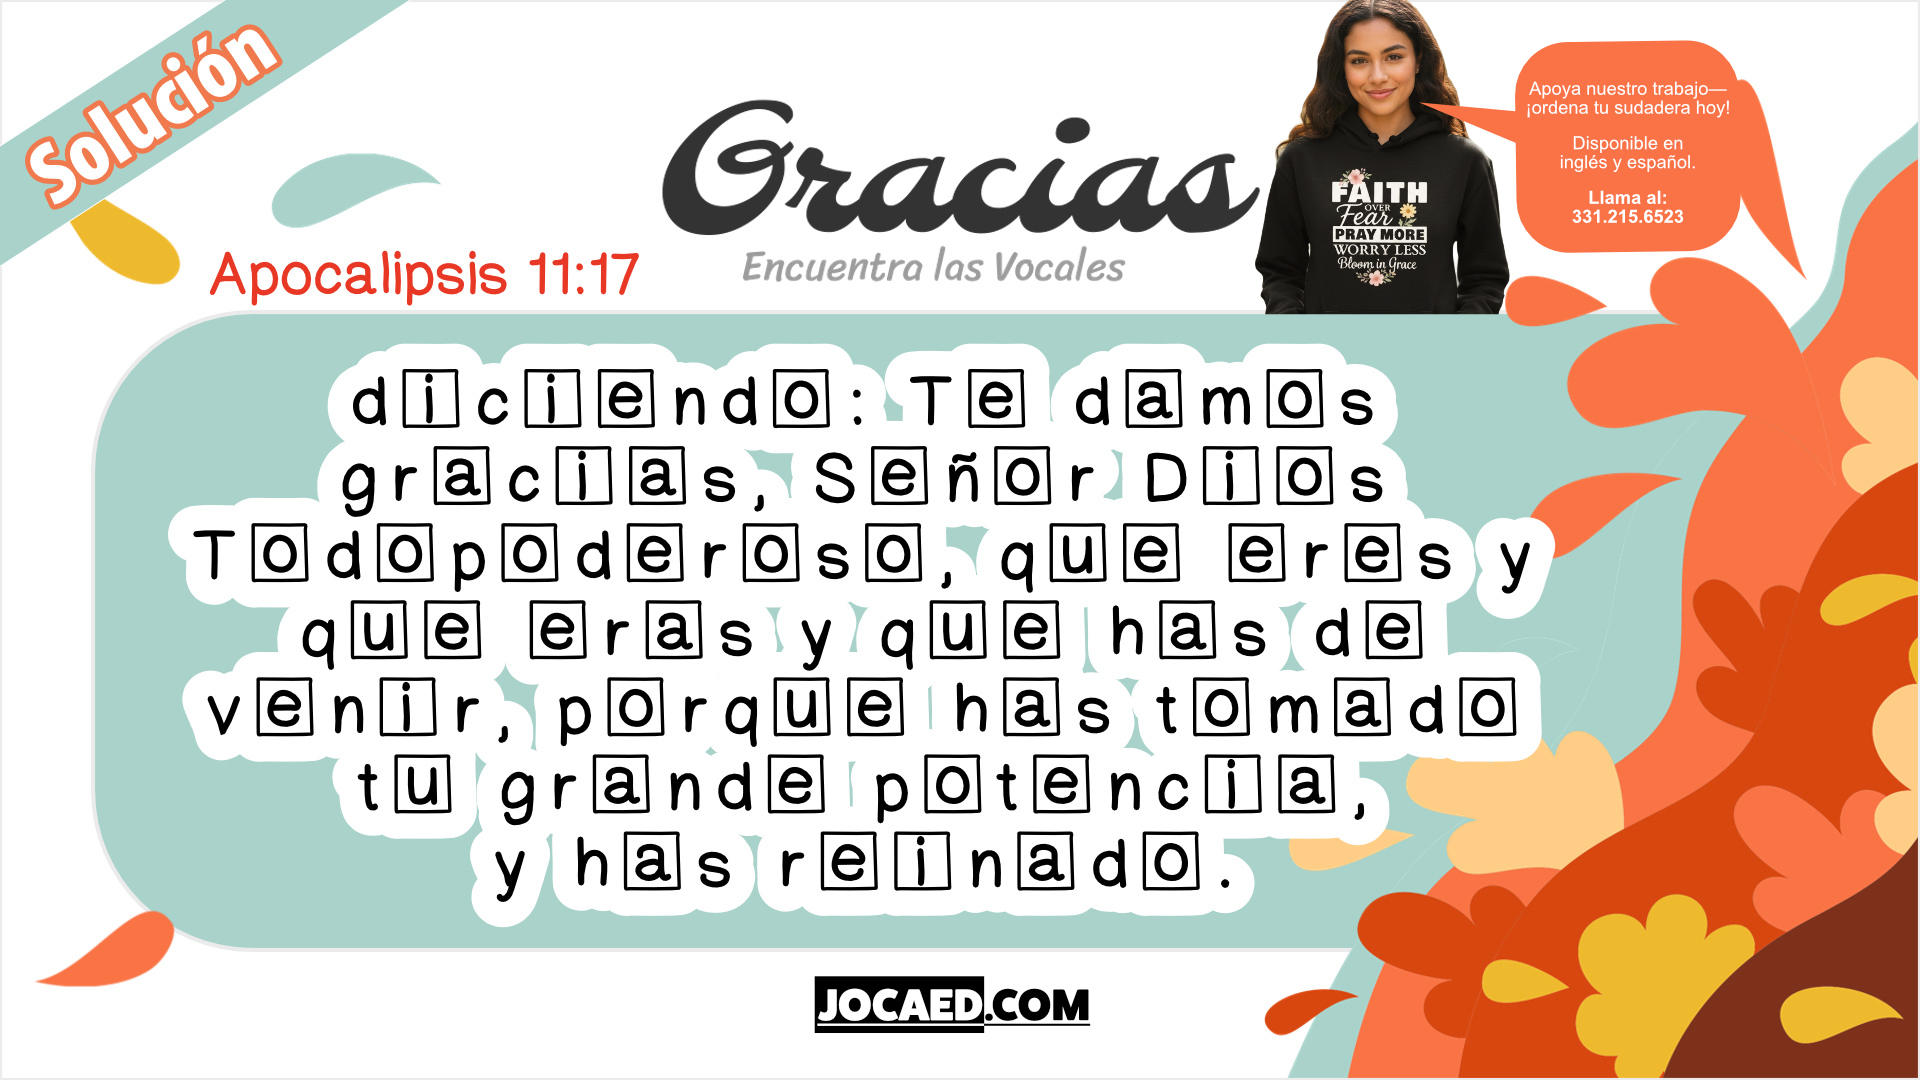 Solución
Gracias
Encuentra las Vocales
Apocalipsis 11:17
Apoya nuestro trabajo—
¡ordena tu sudadera hoy!
Disponible en
inglés y español.
Llama al:
331.215.6523
FAITH
OVER
Fear
PRAY MORE
WORRY LESS
Bloom in Grace
diciendo: Te damos
gracias, Señor Dios
Todopoderoso, que eres y
que eras y que has de
venir, porque has tomado
tu grande potencia,
y has reinado.
JOCAED.COM